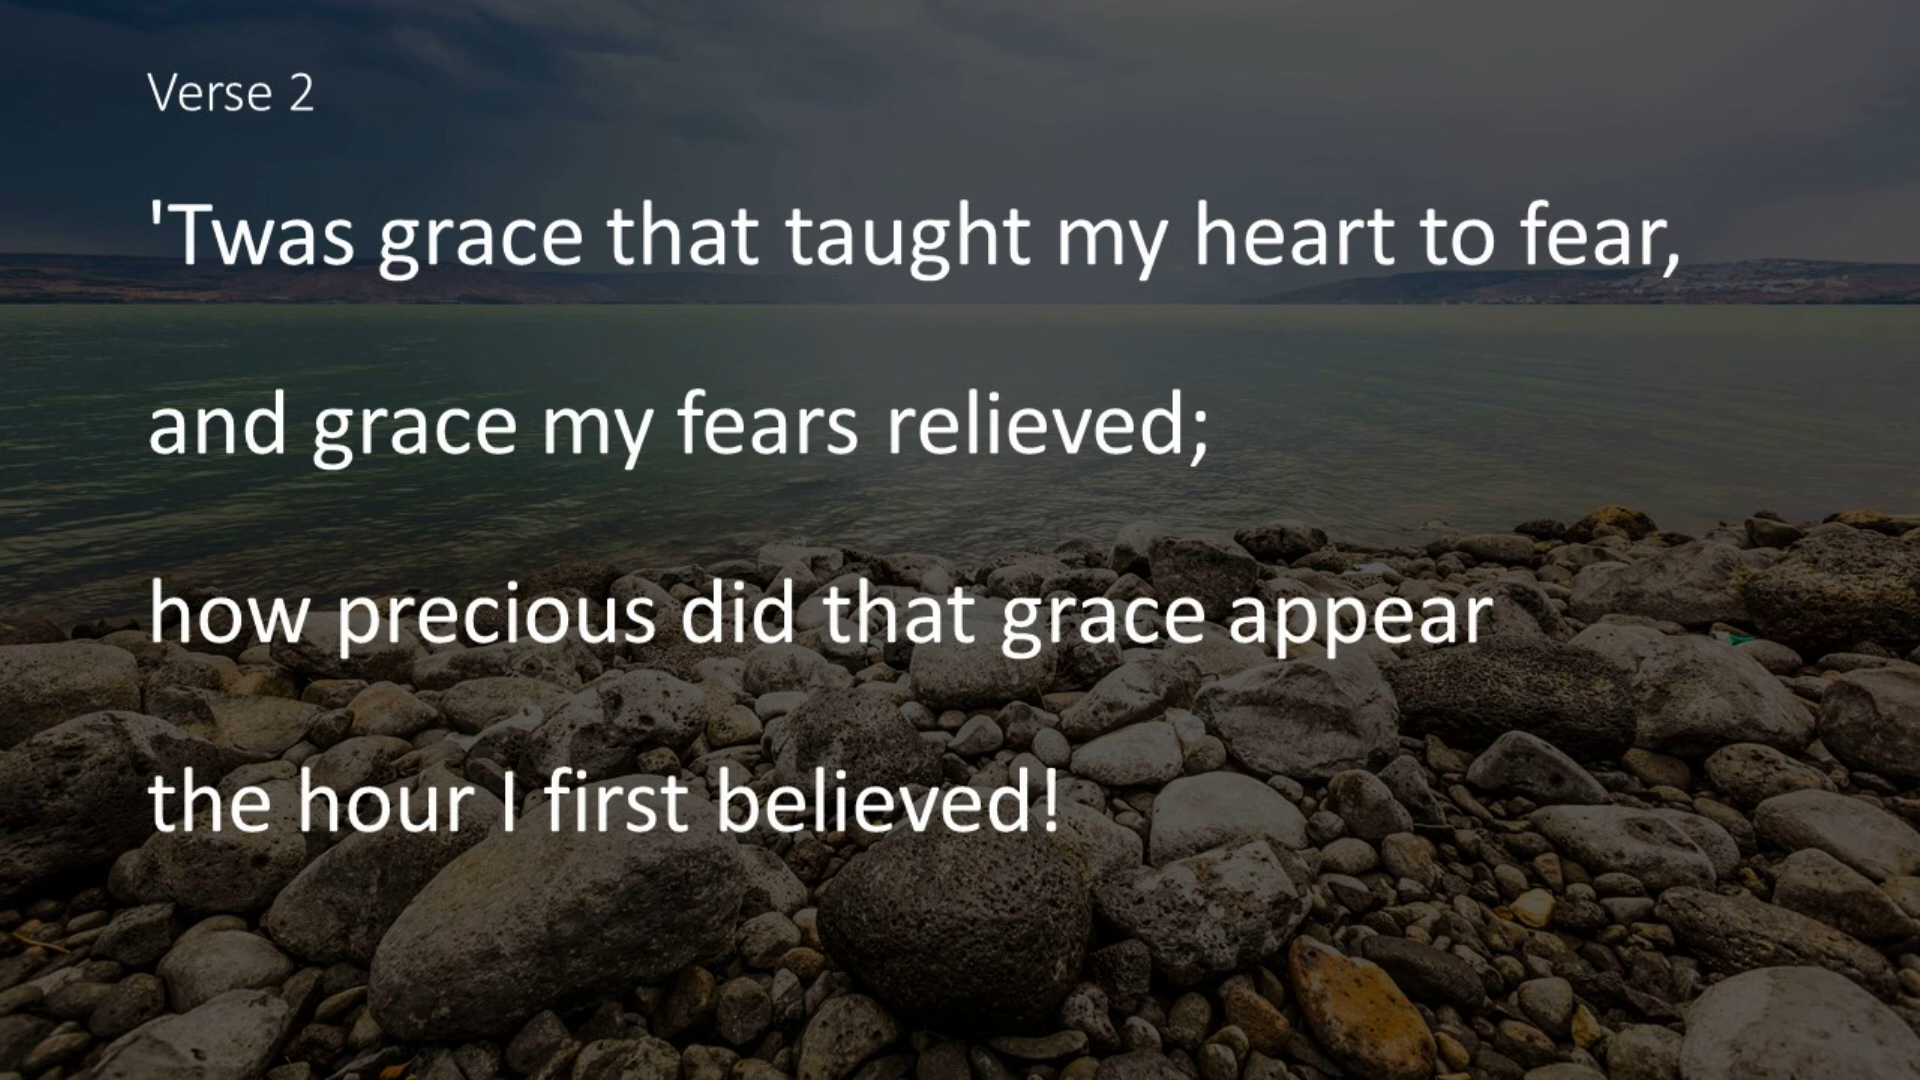 Verse 2
'Twas grace that taught my heart to fear,
and grace my fears relieved;
how precious did that grace appear
the hour I first believed!